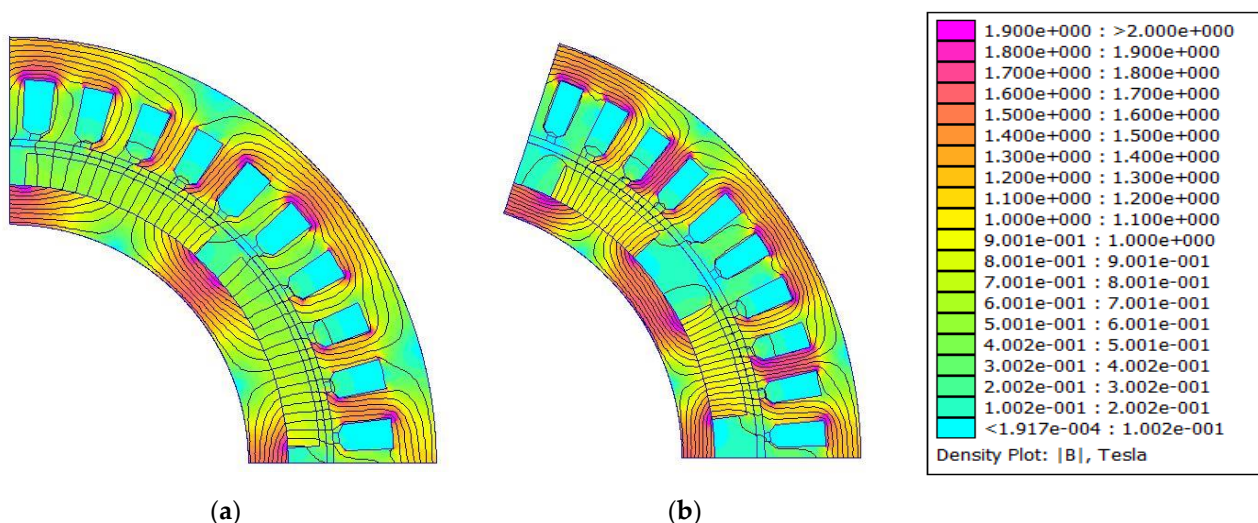 1.900e+000 : >2.000e+000
1.800e+000 : 1.900e+000
1.700e+000 : 1.800e+000
1.600e+000 : 1.700e+000
1.500e+000 : 1.600e+000
1.400e+000 : 1.500e+000
1.300e+000 : 1.400e+000
1.200e+000 : 1.300e+000
1.100e+000 : 1.200e+000
1.000e+000 : 1.100e+000
9.001e-001 : 1.000e+000
8.001e-001 : 9.001e-001
7.001e-001 : 8.001e-001
6.001e-001 : 7.001e-001
5.001e-001 : 6.001e-001
4.002e-001 : 5.001e-001
3.002e-001 : 4.002e-001
2.002e-001 : 3.002e-001
1.002e-001 : 2.002e-001
<1.917e-004 : 1.002e-001
Density Plot: |B|, Tesla
(a)
(b)